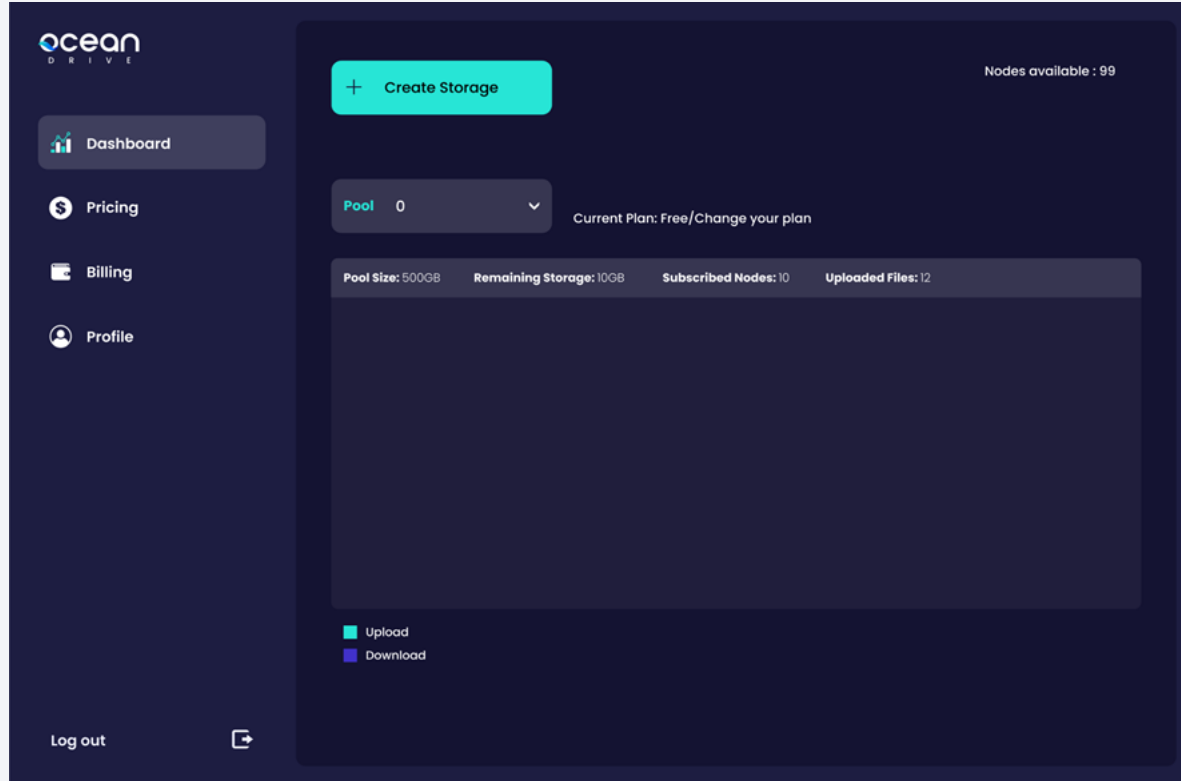 ocean
DRIVE
Dashboard
Pricing
Billing
Profile
Log out
Create Storage
Nodes available : 99
Pool 0
Current Plan: Free/Change your plan
Pool Size: 500GB Remaining Storage: 10GB Subscribed Nodes: 10 Uploaded Files: 12
Upload
Download